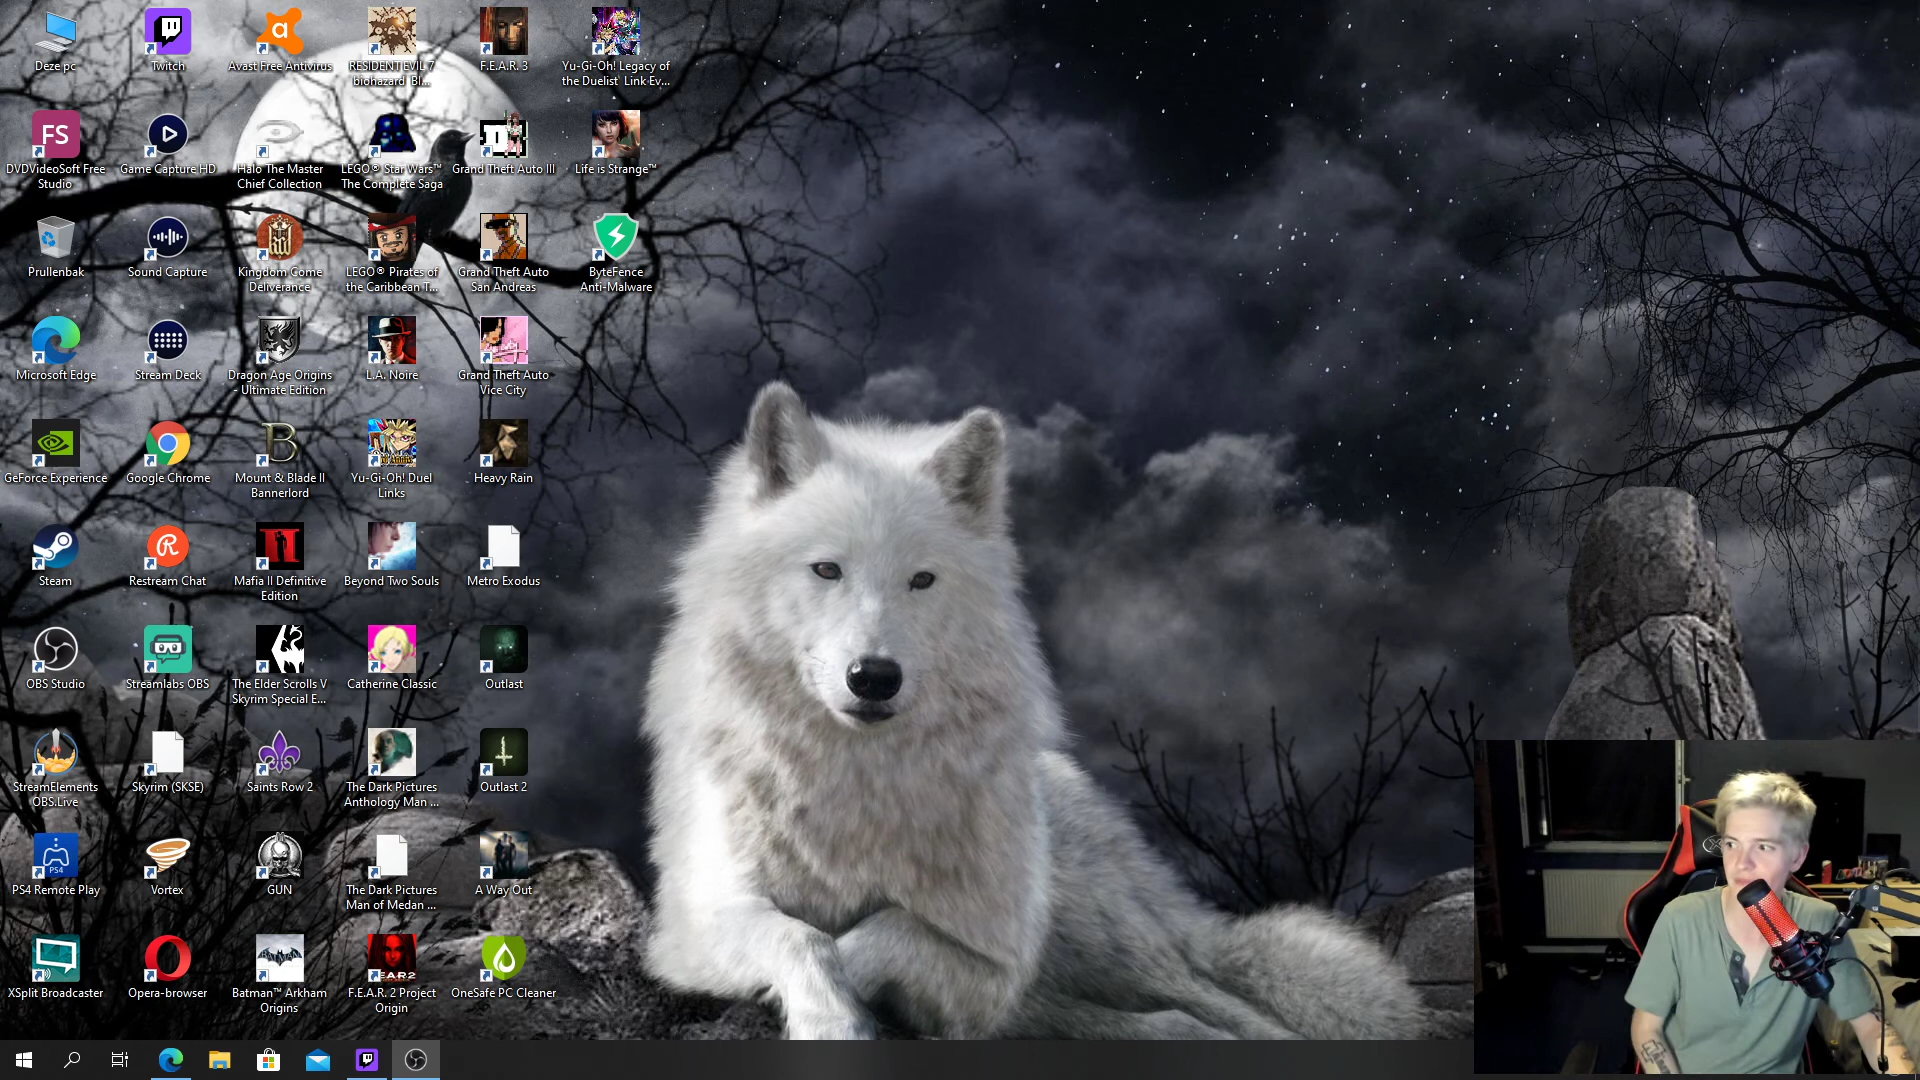 Deze pc
Twitch
Avast Free Antivirus
RESIDENT EVIL 7
biohazard Bl...
F.E.A.R. 3
Yu-Gi-Oh! Legacy of
the Duelist` Link Ev...
FS
DVDVideoSoft Free
Studio
Game Capture HD
Halo The Master
Chief Collection
LEGO® Star Wars™
The Complete Saga
Grand Theft Auto III
Life is Strange™
Prullenbak
Sound Capture
Kingdom Come
Deliverance
LEGO® Pirates of
the Caribbean T...
Grand Theft Auto
San Andreas
ByteFence
Anti-Malware
Microsoft Edge
Stream Deck
Dragon Age Origins
- Ultimate Edition
L.A. Noire
Grand Theft Auto
Vice City
GeForce Experience
Google Chrome
B
Mount & Blade II
Bannerlord
Yu-Gi-Oh! Duel
Links
Heavy Rain
Steam
Restream Chat
Mafia II Definitive
Edition
Beyond Two Souls
Metro Exodus
OBS Studio
Streamlabs OBS
The Elder Scrolls V
Skyrim Special E...
Catherine Classic
Outlast
StreamElements
OBS.Live
Skyrim (SKSE)
Saints Row 2
The Dark Pictures
Anthology Man ...
Outlast 2
PS4
PS4 Remote Play
Vortex
GUN
The Dark Pictures
Man of Medan ...
A Way Out
XSplit Broadcaster
Opera-browser
BATMAN
Batman™ Arkham
Origins
F.E.A.R. 2 Project
Origin
OneSafe PC Cleaner